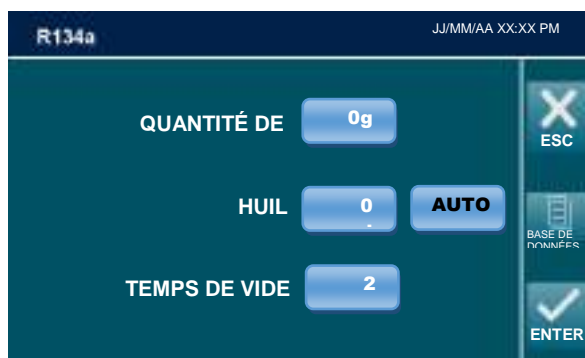 R134a
JJ/MM/AA XX:XX PM
QUANTITÉ DE 0g
ESC
HUIL 0 AUTO
BASE DE
DONNÉES
TEMPS DE VIDE 2
ENTER